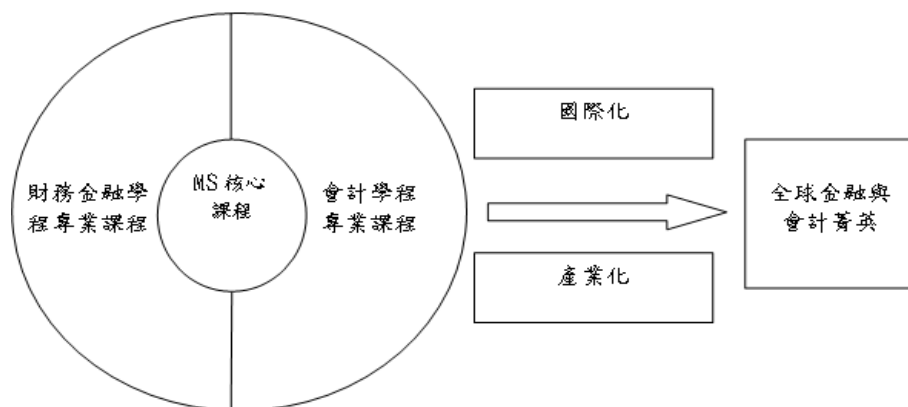 財務金融學
程專業課程
MS 核心
課程
會計學程
專業課程
國際化
產業化
全球金融與
會計菁英